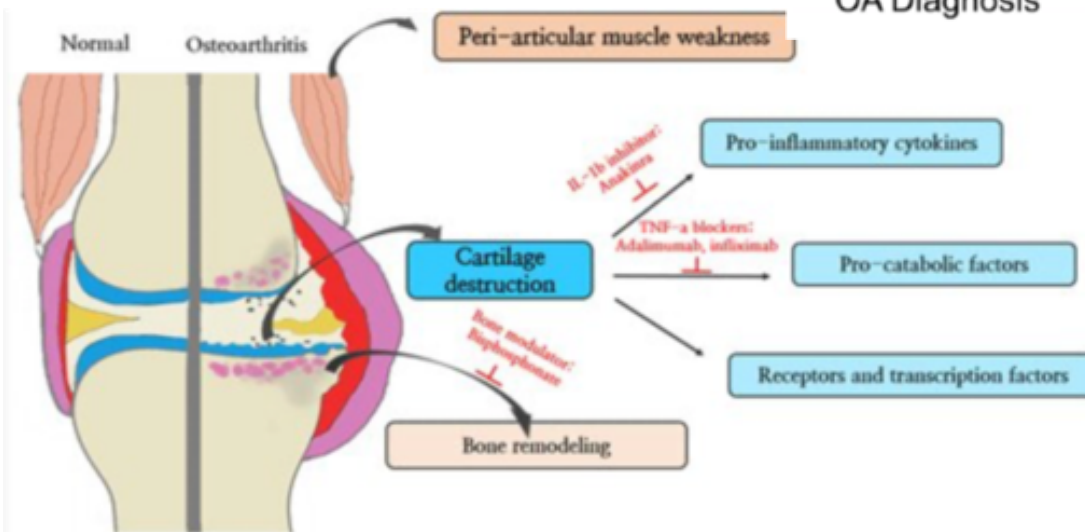 OA Diagnosis
Normal
Osteoarthritis
Peri-articular muscle weakness
IL-1b inhibitor:
Anakinra
Pro-inflammatory cytokines
TNF-a blockers:
Adalimumab, infliximab
Cartilage
destruction
Pro-catabolic factors
Bone modulator:
Bisphosphonate
Receptors and transcription factors
Bone remodeling